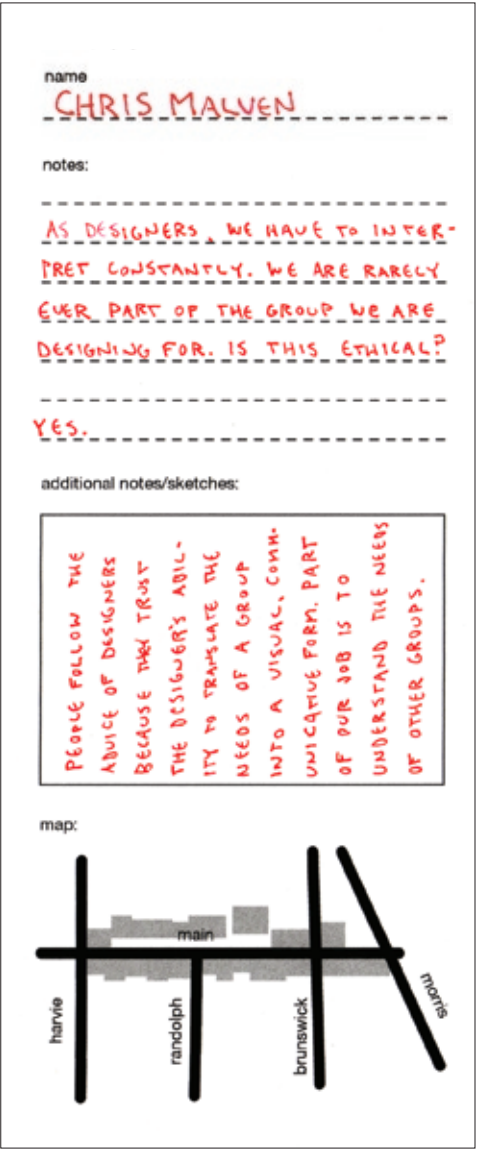 name
CHRIS MALVEN
notes:
AS DESIGNERS, WE HAVE TO INTER-
PRET CONSTANTLY. WE ARE RARELY
EVER PART OF THE GROUP WE ARE
DESIGNING FOR. IS THIS ETHICAL?
YES.
additional notes/sketches:
PEOPLE FOLLOW THE
ADVICE OF DESIGNERS
BECAUSE THEY TRUST
THE DESIGNER'S ABIL-
ITY TO TRANSLATE THE
NEEDS OF A GROUP
INTO A VISUAL, COMM-
UNICATIVE FORM. PART
OF OUR JOB IS TO
UNDERSTAND THE NEEDS
OF OTHER GROUPS.
map:
main
harvie
randolph
brunswick
morris